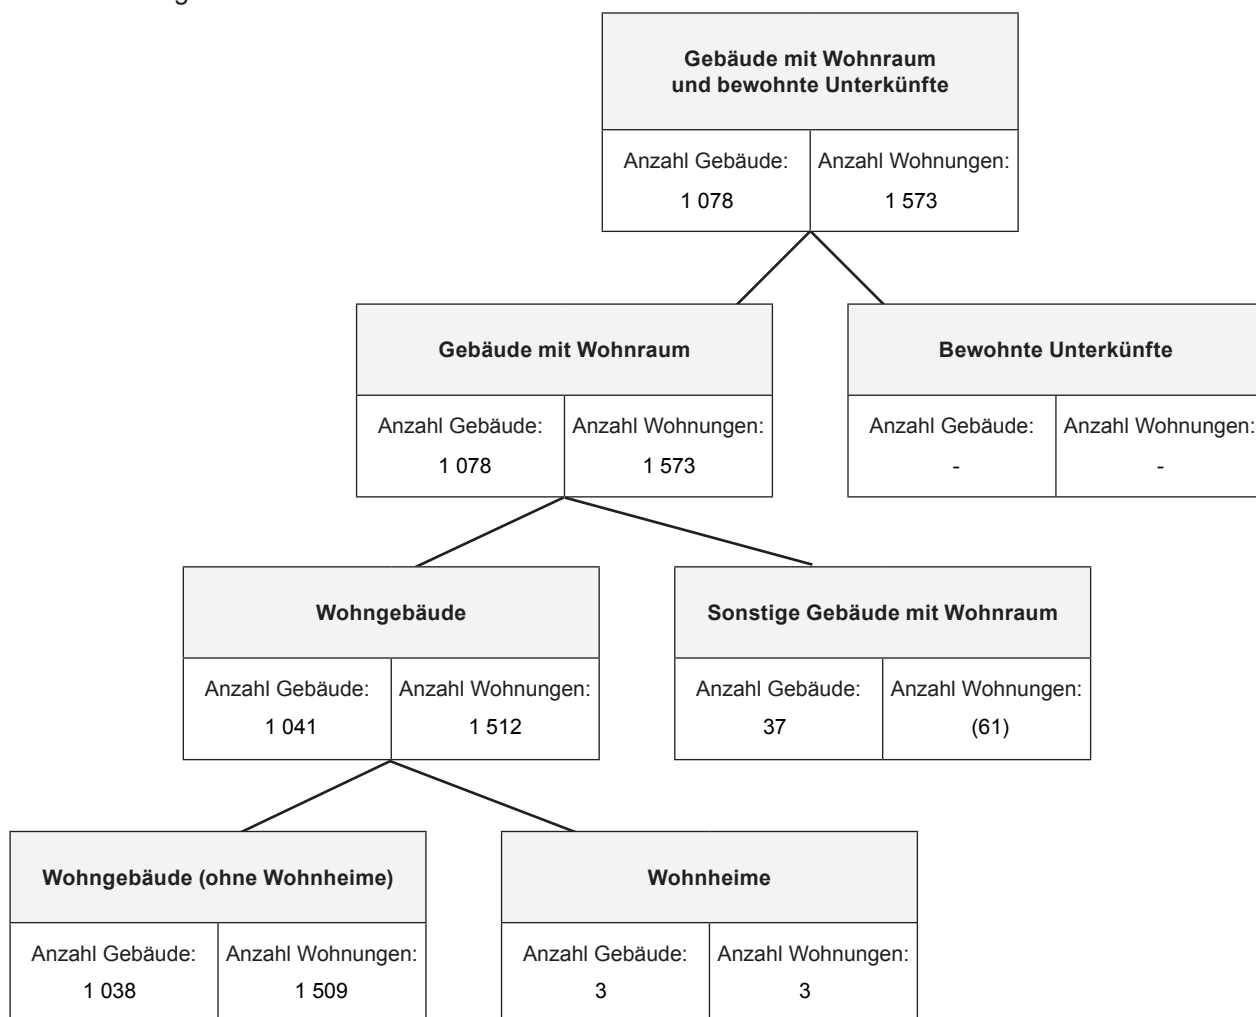 Gebäude mit Wohnraum
und bewohnte Unterkünfte
Anzahl Gebäude: Anzahl Wohnungen:
1 078 1 573
Gebäude mit Wohnraum
Bewohnte Unterkünfte
Anzahl Gebäude: Anzahl Wohnungen:
1 078 1 573
Anzahl Gebäude: Anzahl Wohnungen:
- -
Wohngebäude
Sonstige Gebäude mit Wohnraum
Anzahl Gebäude: Anzahl Wohnungen:
1 041 1 512
Anzahl Gebäude: Anzahl Wohnungen:
37 (61)
Wohngebäude (ohne Wohnheime)
Wohnheime
Anzahl Gebäude: Anzahl Wohnungen:
1 038 1 509
Anzahl Gebäude: Anzahl Wohnungen:
3 3